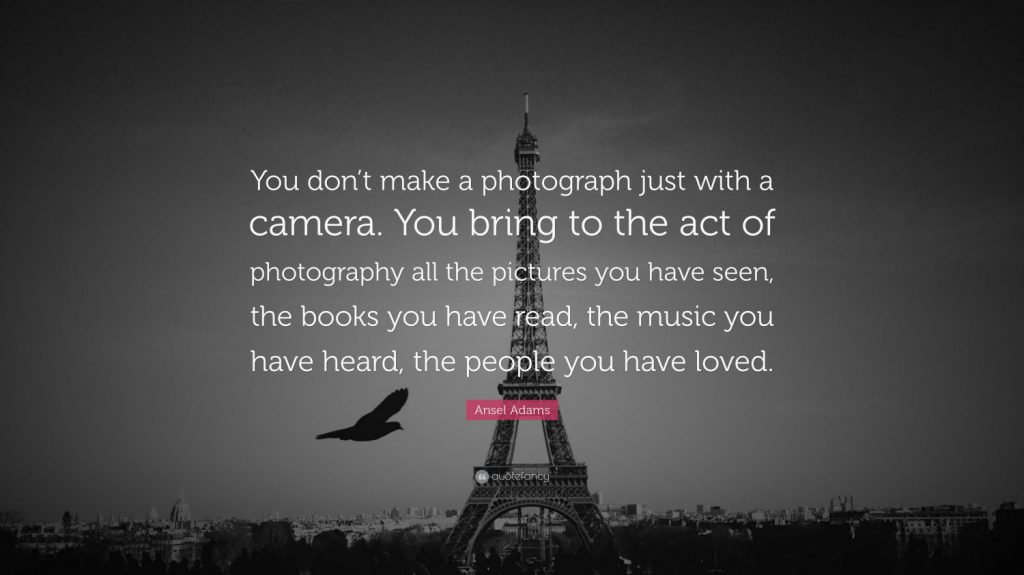 You don’t make a photograph just with a
camera. You bring to the act of
photography all the pictures you have seen,
the books you have read, the music you
have heard, the people you have loved.
Ansel Adams
quotefancy